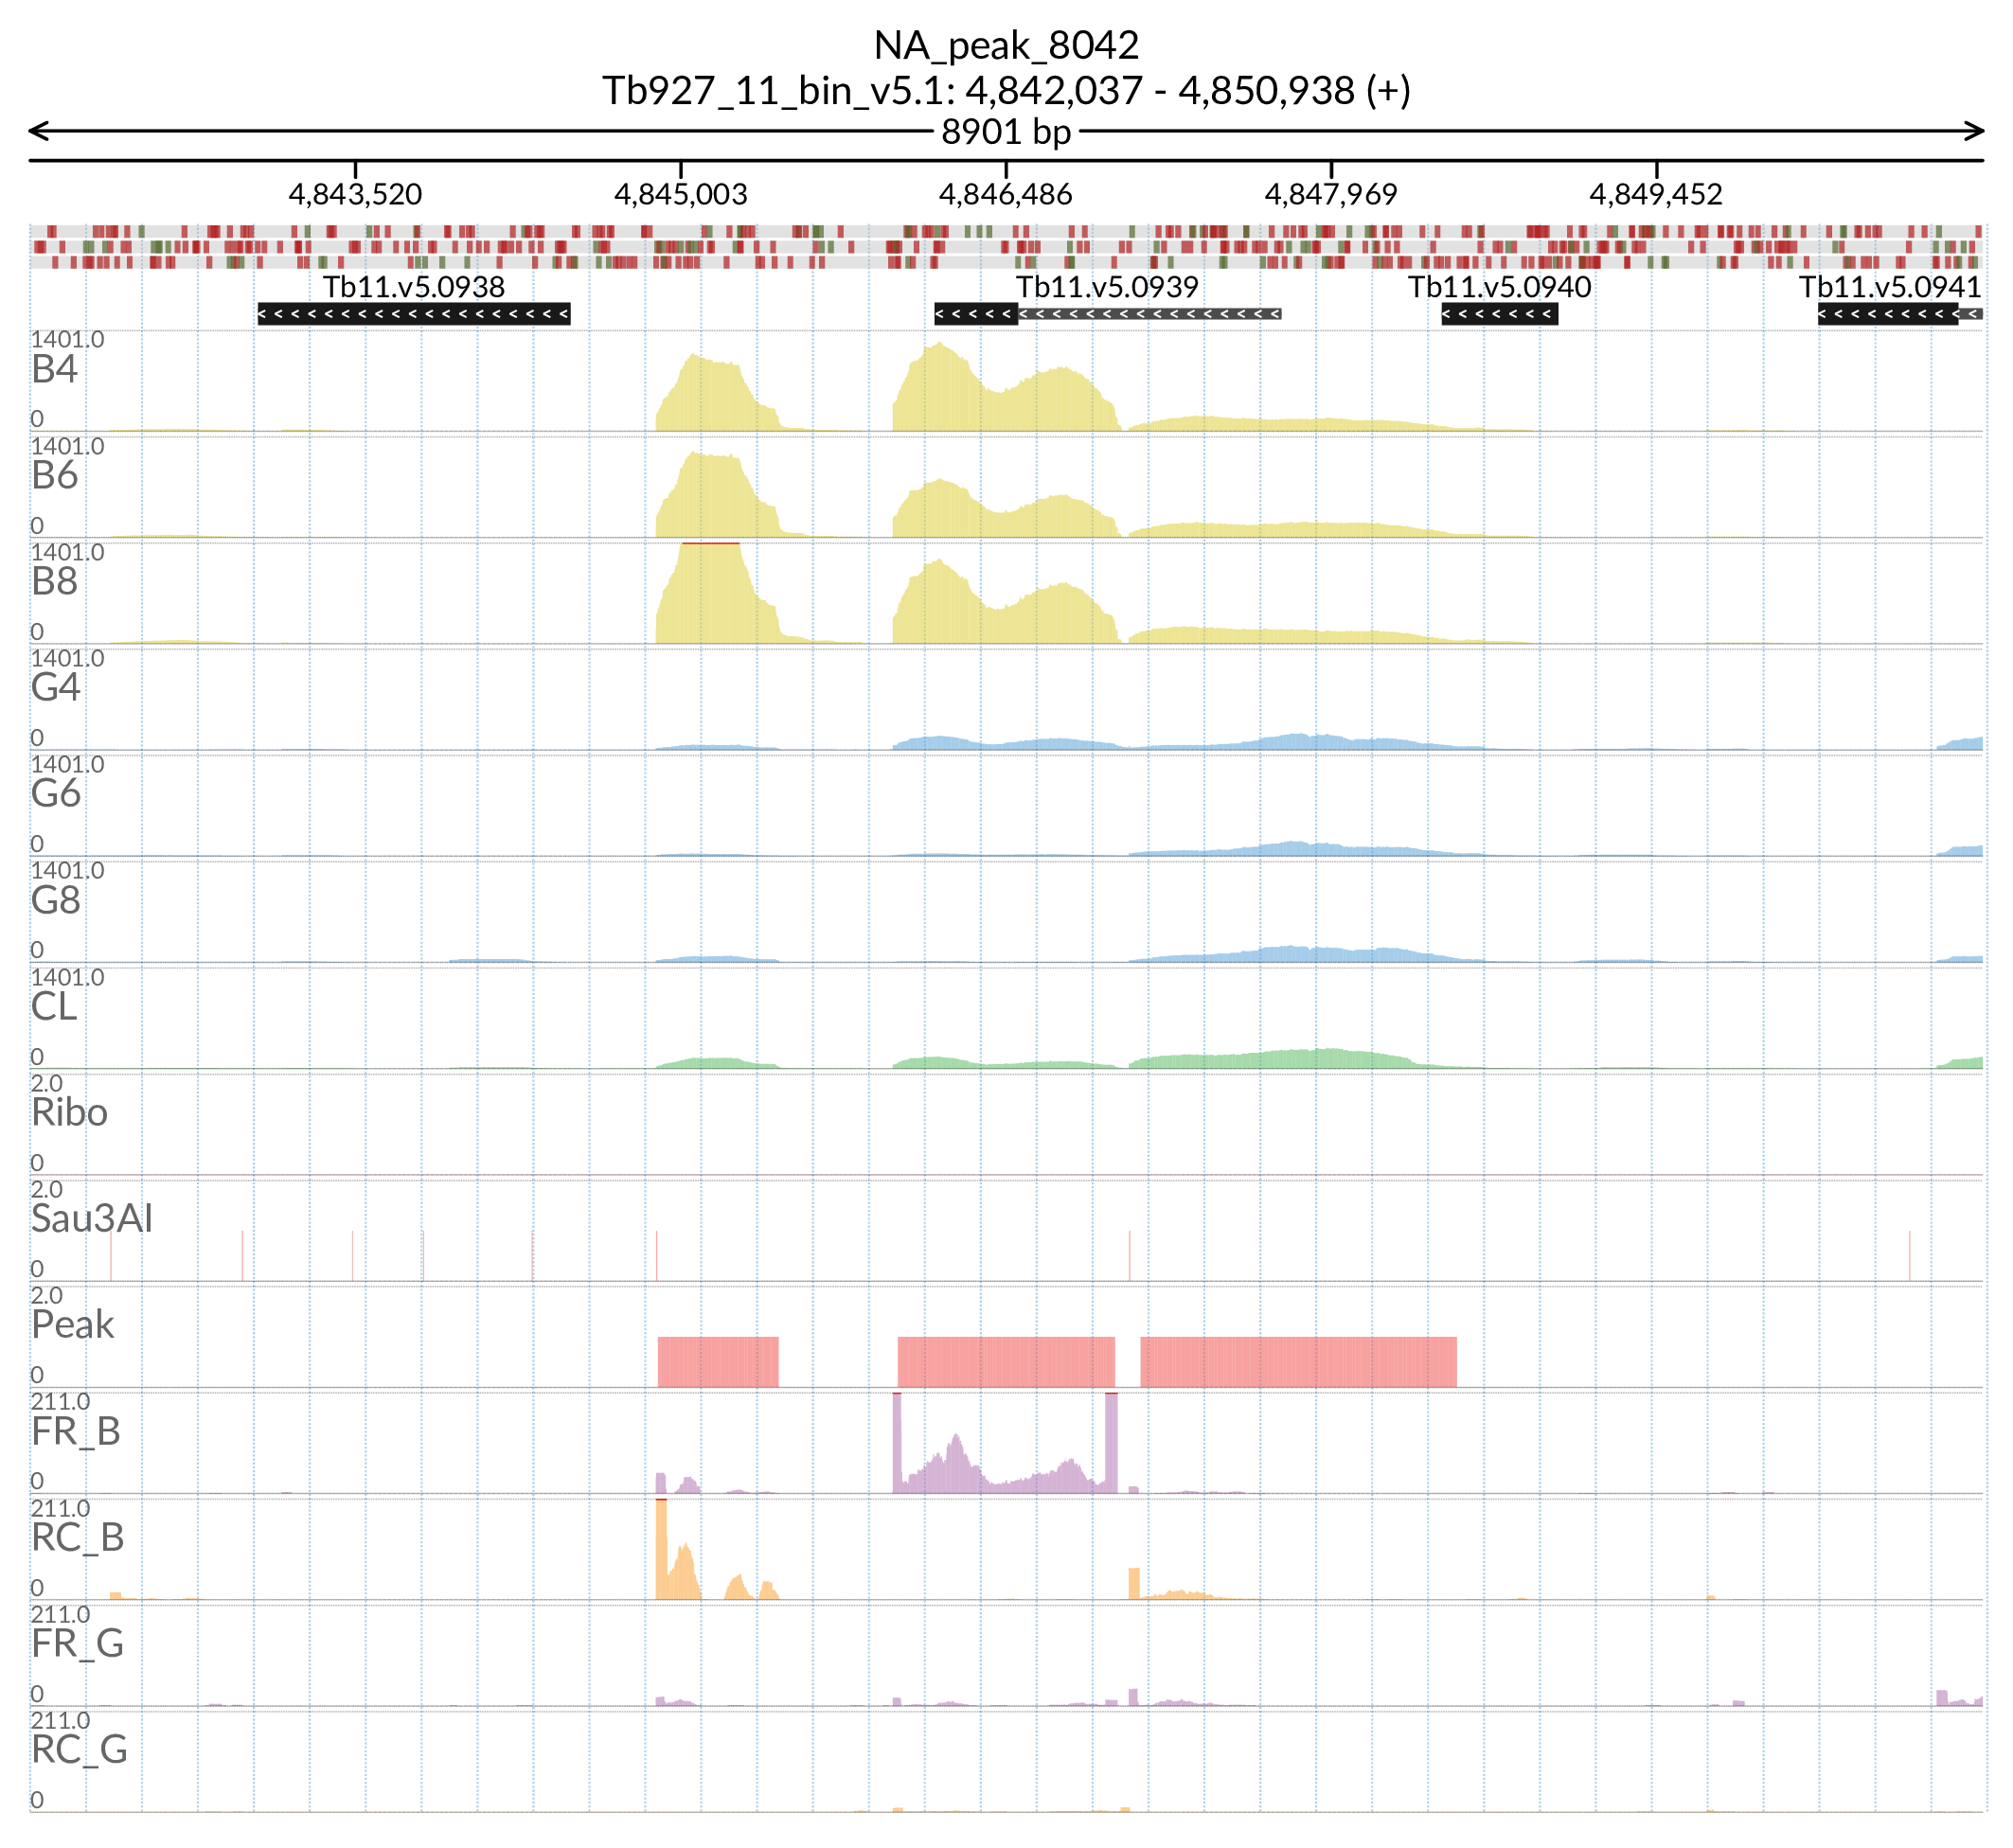 NA_peak_8042
Tb927_11_bin_v5.1: 4,842,037 - 4,850,938 (+)
8901 bp
4,843,520 4,845,003 4,846,486 4,847,969 4,849,452
Tb11.v5.0938 Tb11.v5.0939 Tb11.v5.0940 Tb11.v5.0941
1401.0
B4
0
1401.0
B6
0
1401.0
B8
0
1401.0
G4
0
1401.0
G6
0
1401.0
G8
0
1401.0
CL
0
2.0
Ribo
0
2.0
Sau3AI
0
2.0
Peak
0
211.0
FR_B
0
211.0
RC_B
0
211.0
FR_G
0
211.0
RC_G
0